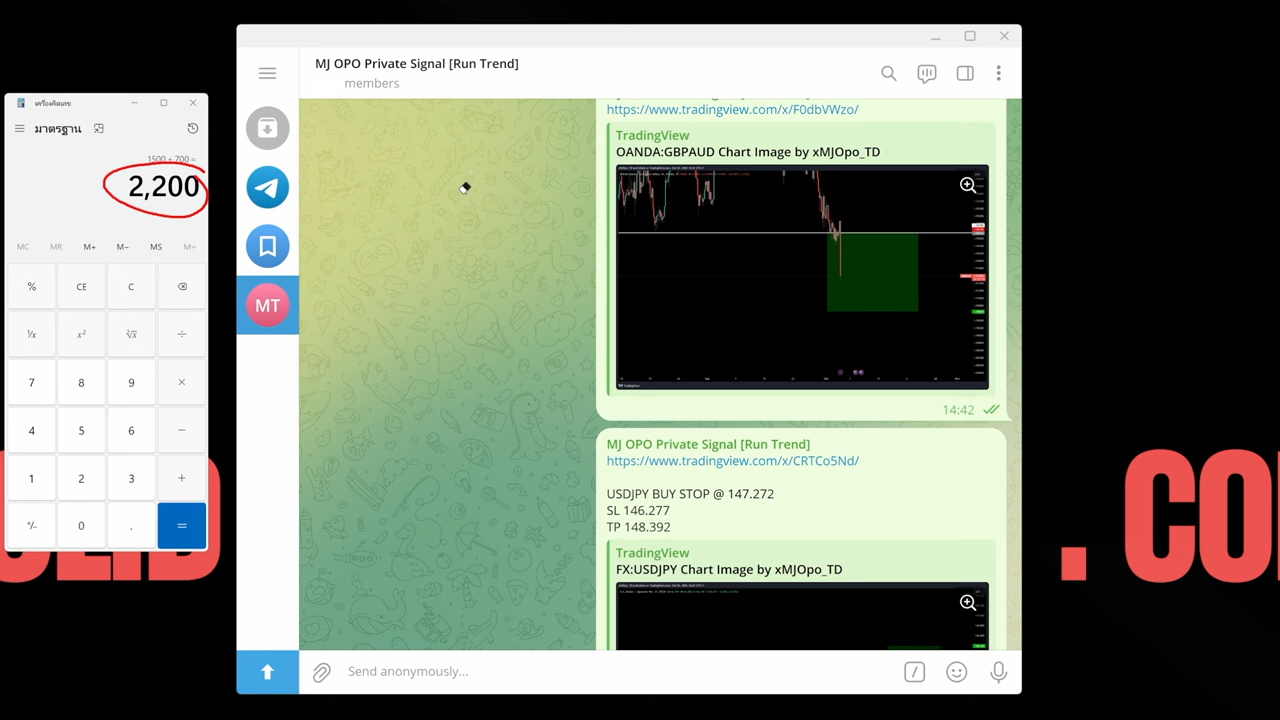 MJ OPO Private Signal [Run Trend]
members
เครื่องคิดเลข
มาตรฐาน
1500 + 700 =
2,200
MC MR M+ M− MS M˅
% CE C
¹/x x² ²√x ÷
7 8 9 ×
4 5 6 −
1 2 3 +
+/− 0 . =
MT
https://www.tradingview.com/x/F0dbVWzo/
TradingView
OANDA:GBPAUD Chart Image by xMJOpo_TD
TradingView
14:42
MJ OPO Private Signal [Run Trend]
https://www.tradingview.com/x/CRTCo5Nd/
USDJPY BUY STOP @ 147.272
SL 146.277
TP 148.392
TradingView
FX:USDJPY Chart Image by xMJOpo_TD
Send anonymously...
. CO